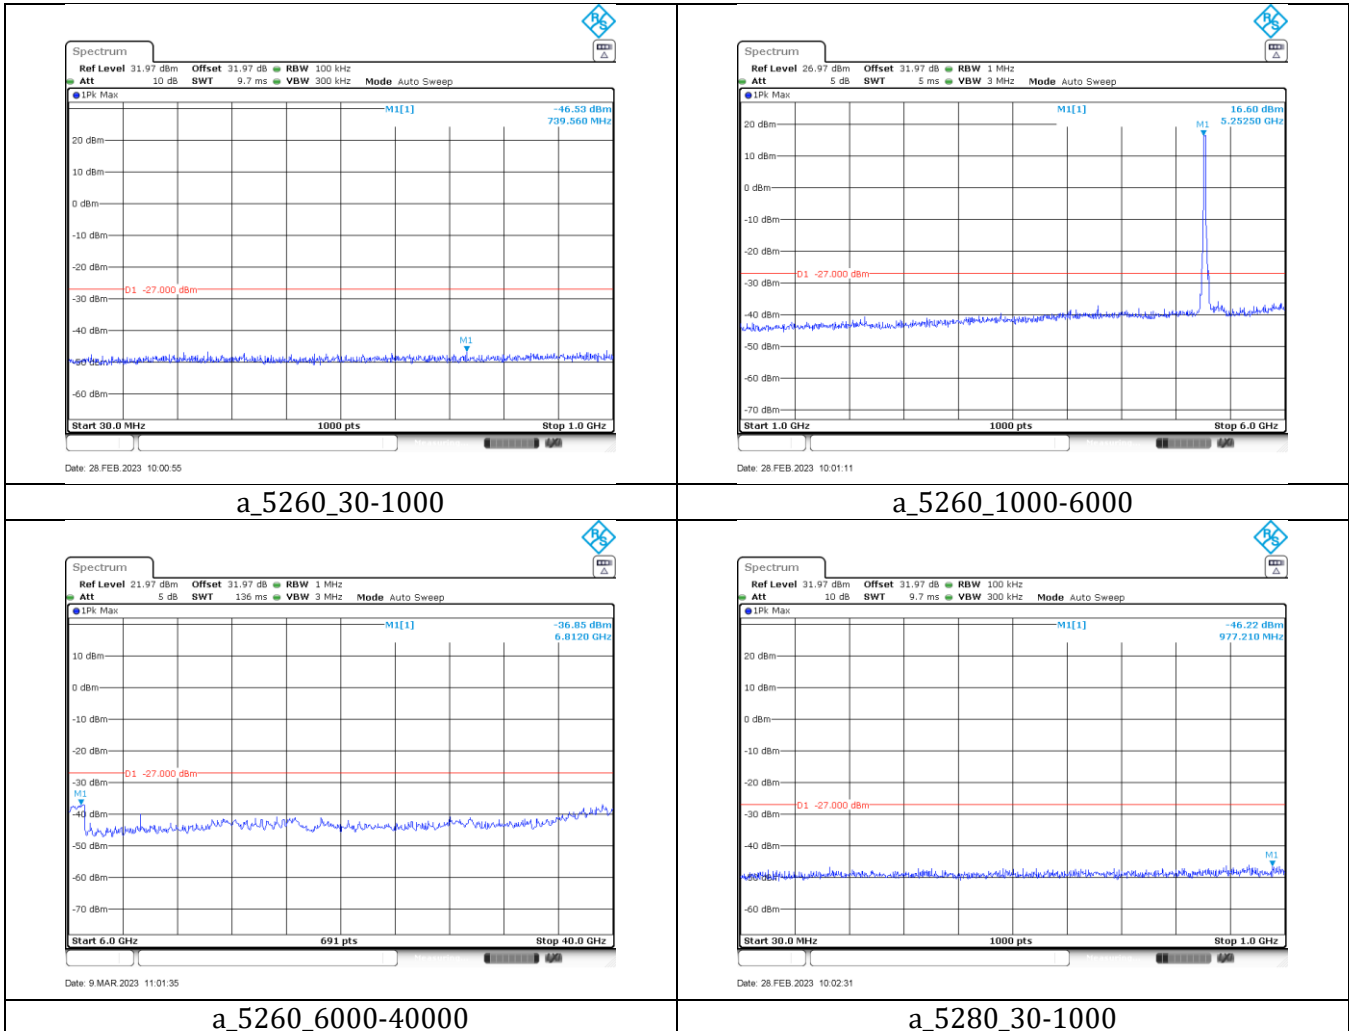 Spectrum
Ref Level 31.97 dBm Offset 31.97 dB RBW 100 kHz
Att 10 dB SWT 9.7 ms VBW 300 kHz Mode Auto Sweep
1Pk Max
M1[1] -46.53 dBm
739.560 MHz
20 dBm
10 dBm
0 dBm
-10 dBm
-20 dBm
D1 -27.000 dBm
-30 dBm
-40 dBm
M1
-50 dBm
-60 dBm
Start 30.0 MHz 1000 pts Stop 1.0 GHz
Date: 28.FEB.2023 10:00:55
a_5260_30-1000
Spectrum
Ref Level 26.97 dBm Offset 31.97 dB RBW 1 MHz
Att 5 dB SWT 5 ms VBW 3 MHz Mode Auto Sweep
1Pk Max
M1[1] 16.60 dBm
M1 5.25250 GHz
20 dBm
10 dBm
0 dBm
-10 dBm
-20 dBm
D1 -27.000 dBm
-30 dBm
-40 dBm
-50 dBm
-60 dBm
-70 dBm
Start 1.0 GHz 1000 pts Stop 6.0 GHz
Date: 28.FEB.2023 10:01:11
a_5260_1000-6000
Spectrum
Ref Level 21.97 dBm Offset 31.97 dB RBW 1 MHz
Att 5 dB SWT 136 ms VBW 3 MHz Mode Auto Sweep
1Pk Max
M1[1] -36.85 dBm
6.8120 GHz
10 dBm
0 dBm
-10 dBm
-20 dBm
D1 -27.000 dBm
-30 dBm
M1
-40 dBm
-50 dBm
-60 dBm
-70 dBm
Start 6.0 GHz 691 pts Stop 40.0 GHz
Date: 9.MAR.2023 11:01:35
a_5260_6000-40000
Spectrum
Ref Level 31.97 dBm Offset 31.97 dB RBW 100 kHz
Att 10 dB SWT 9.7 ms VBW 300 kHz Mode Auto Sweep
1Pk Max
M1[1] -46.22 dBm
977.210 MHz
20 dBm
10 dBm
0 dBm
-10 dBm
-20 dBm
D1 -27.000 dBm
-30 dBm
-40 dBm
M1
-50 dBm
-60 dBm
Start 30.0 MHz 1000 pts Stop 1.0 GHz
Date: 28.FEB.2023 10:02:31
a_5280_30-1000